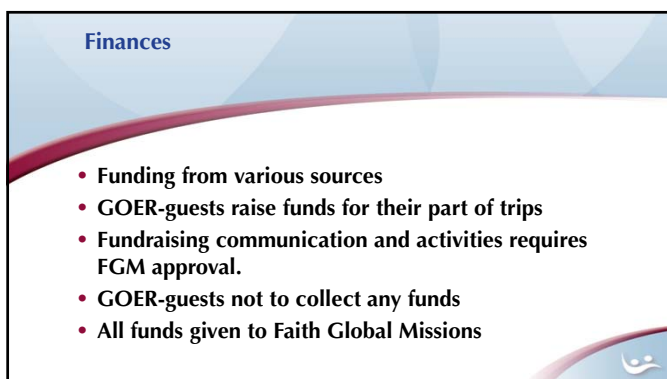 Finances
• Funding from various sources
• GOER-guests raise funds for their part of trips
• Fundraising communication and activities requires
FGM approval.
• GOER-guests not to collect any funds
• All funds given to Faith Global Missions